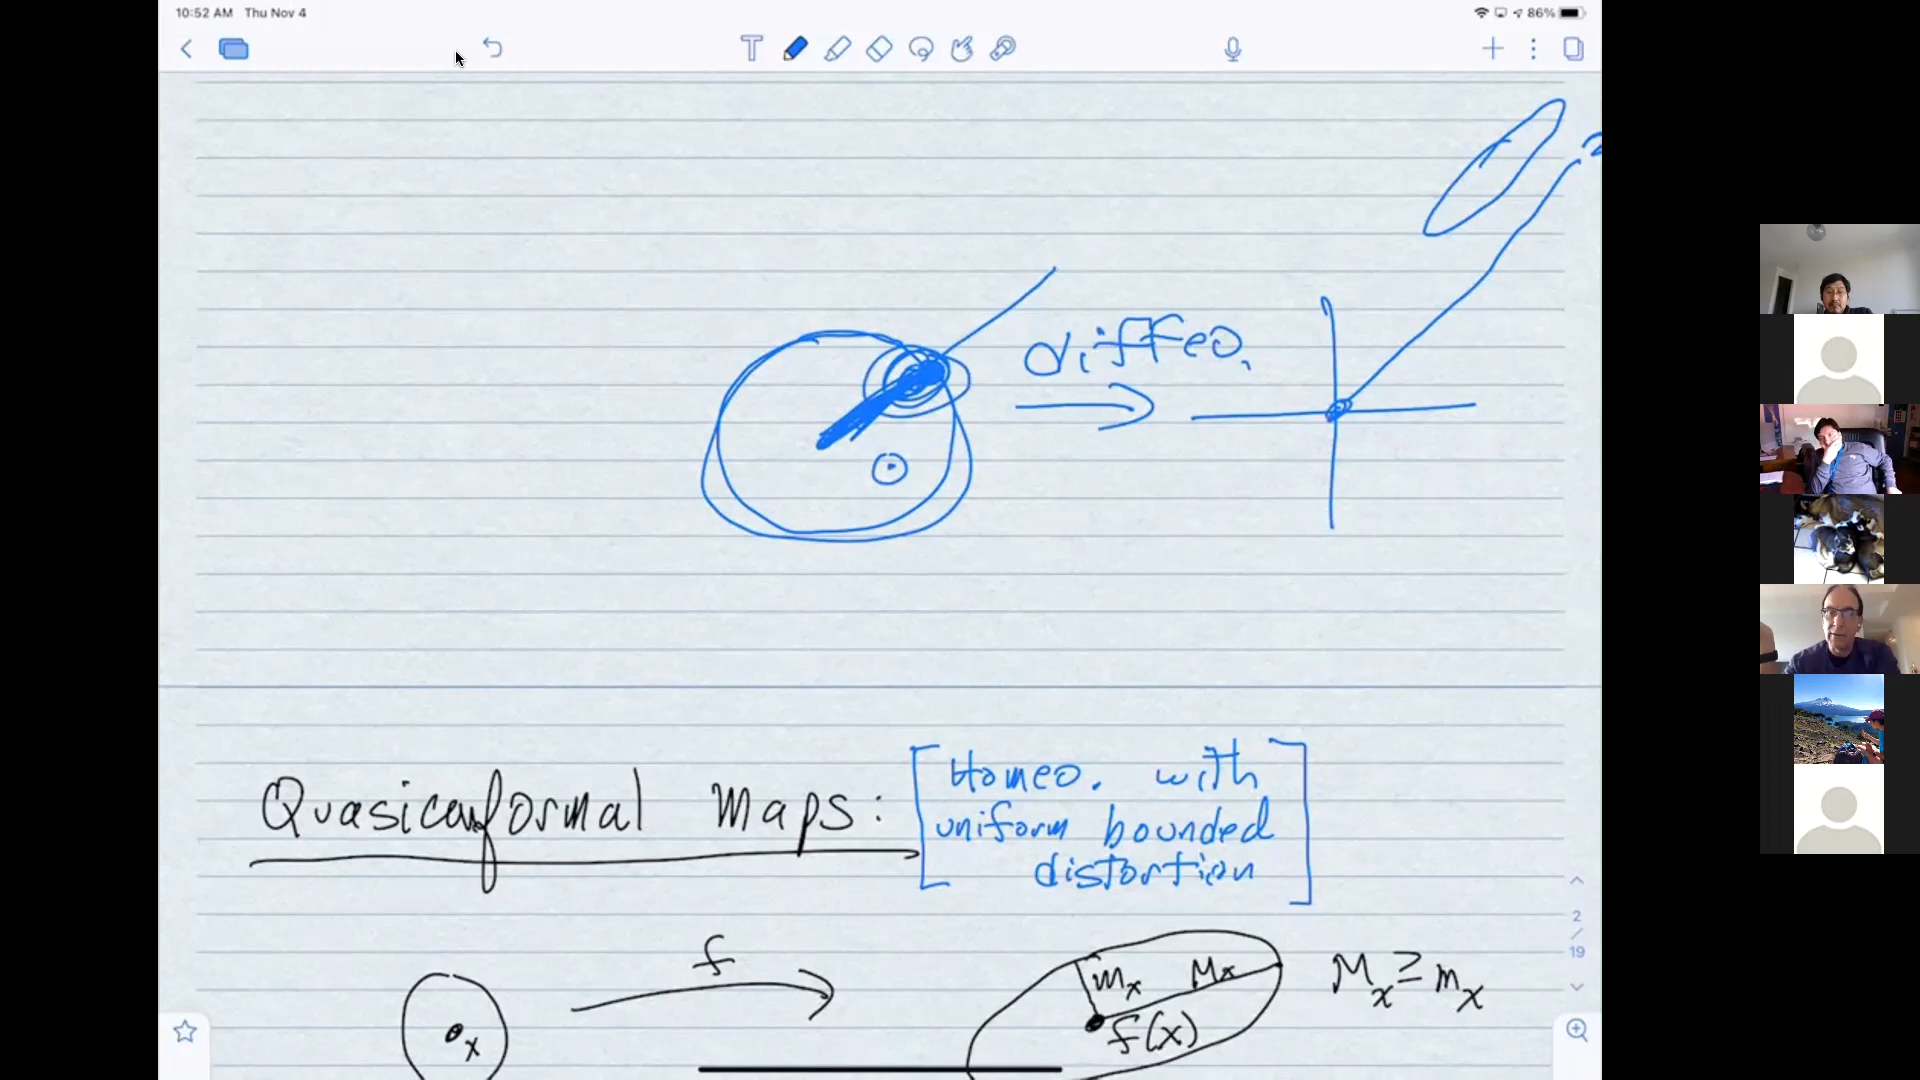 10:52 AM Thu Nov 4
86%
T
diffeo.
Quasiconformal Maps:
Homeo. with
uniform bounded
distortion
2
/
19
f
x
m_x M_x
f(x)
M_x ≥ m_x